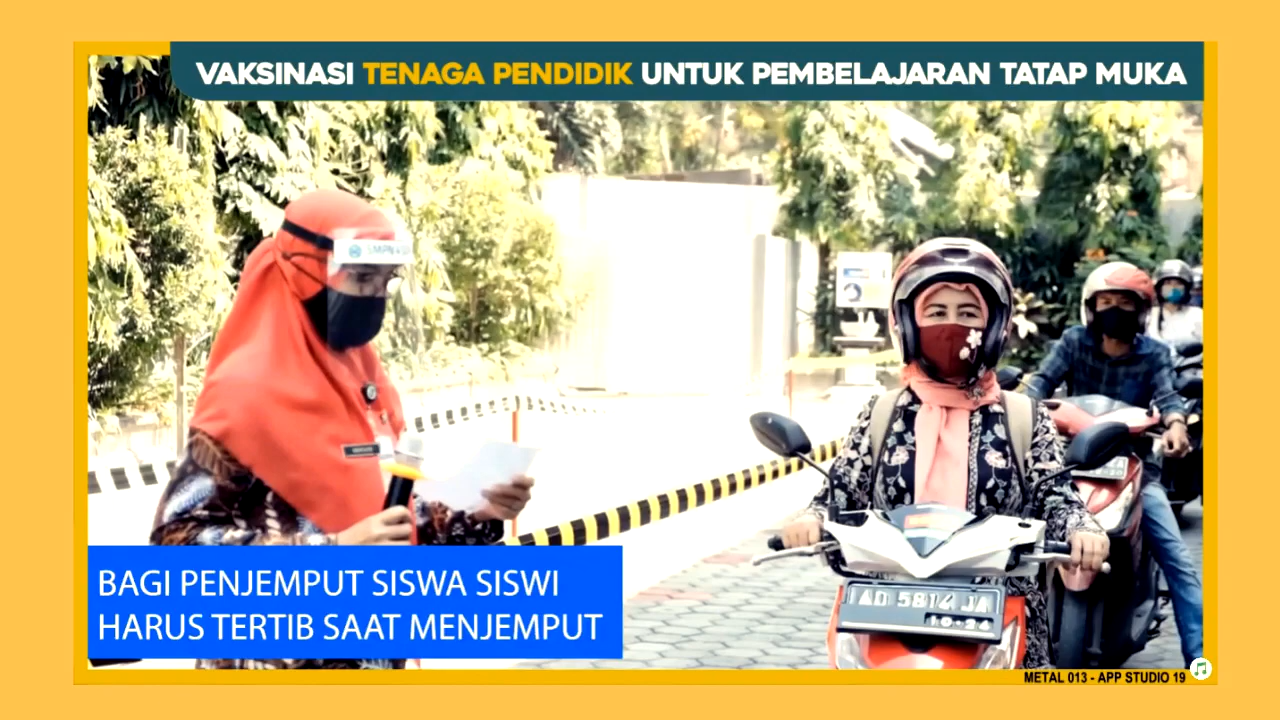 VAKSINASI TENAGA PENDIDIK UNTUK PEMBELAJARAN TATAP MUKA
AD 5814 JA
10·24
BAGI PENJEMPUT SISWA SISWI
HARUS TERTIB SAAT MENJEMPUT
METAL 013 - APP STUDIO 19